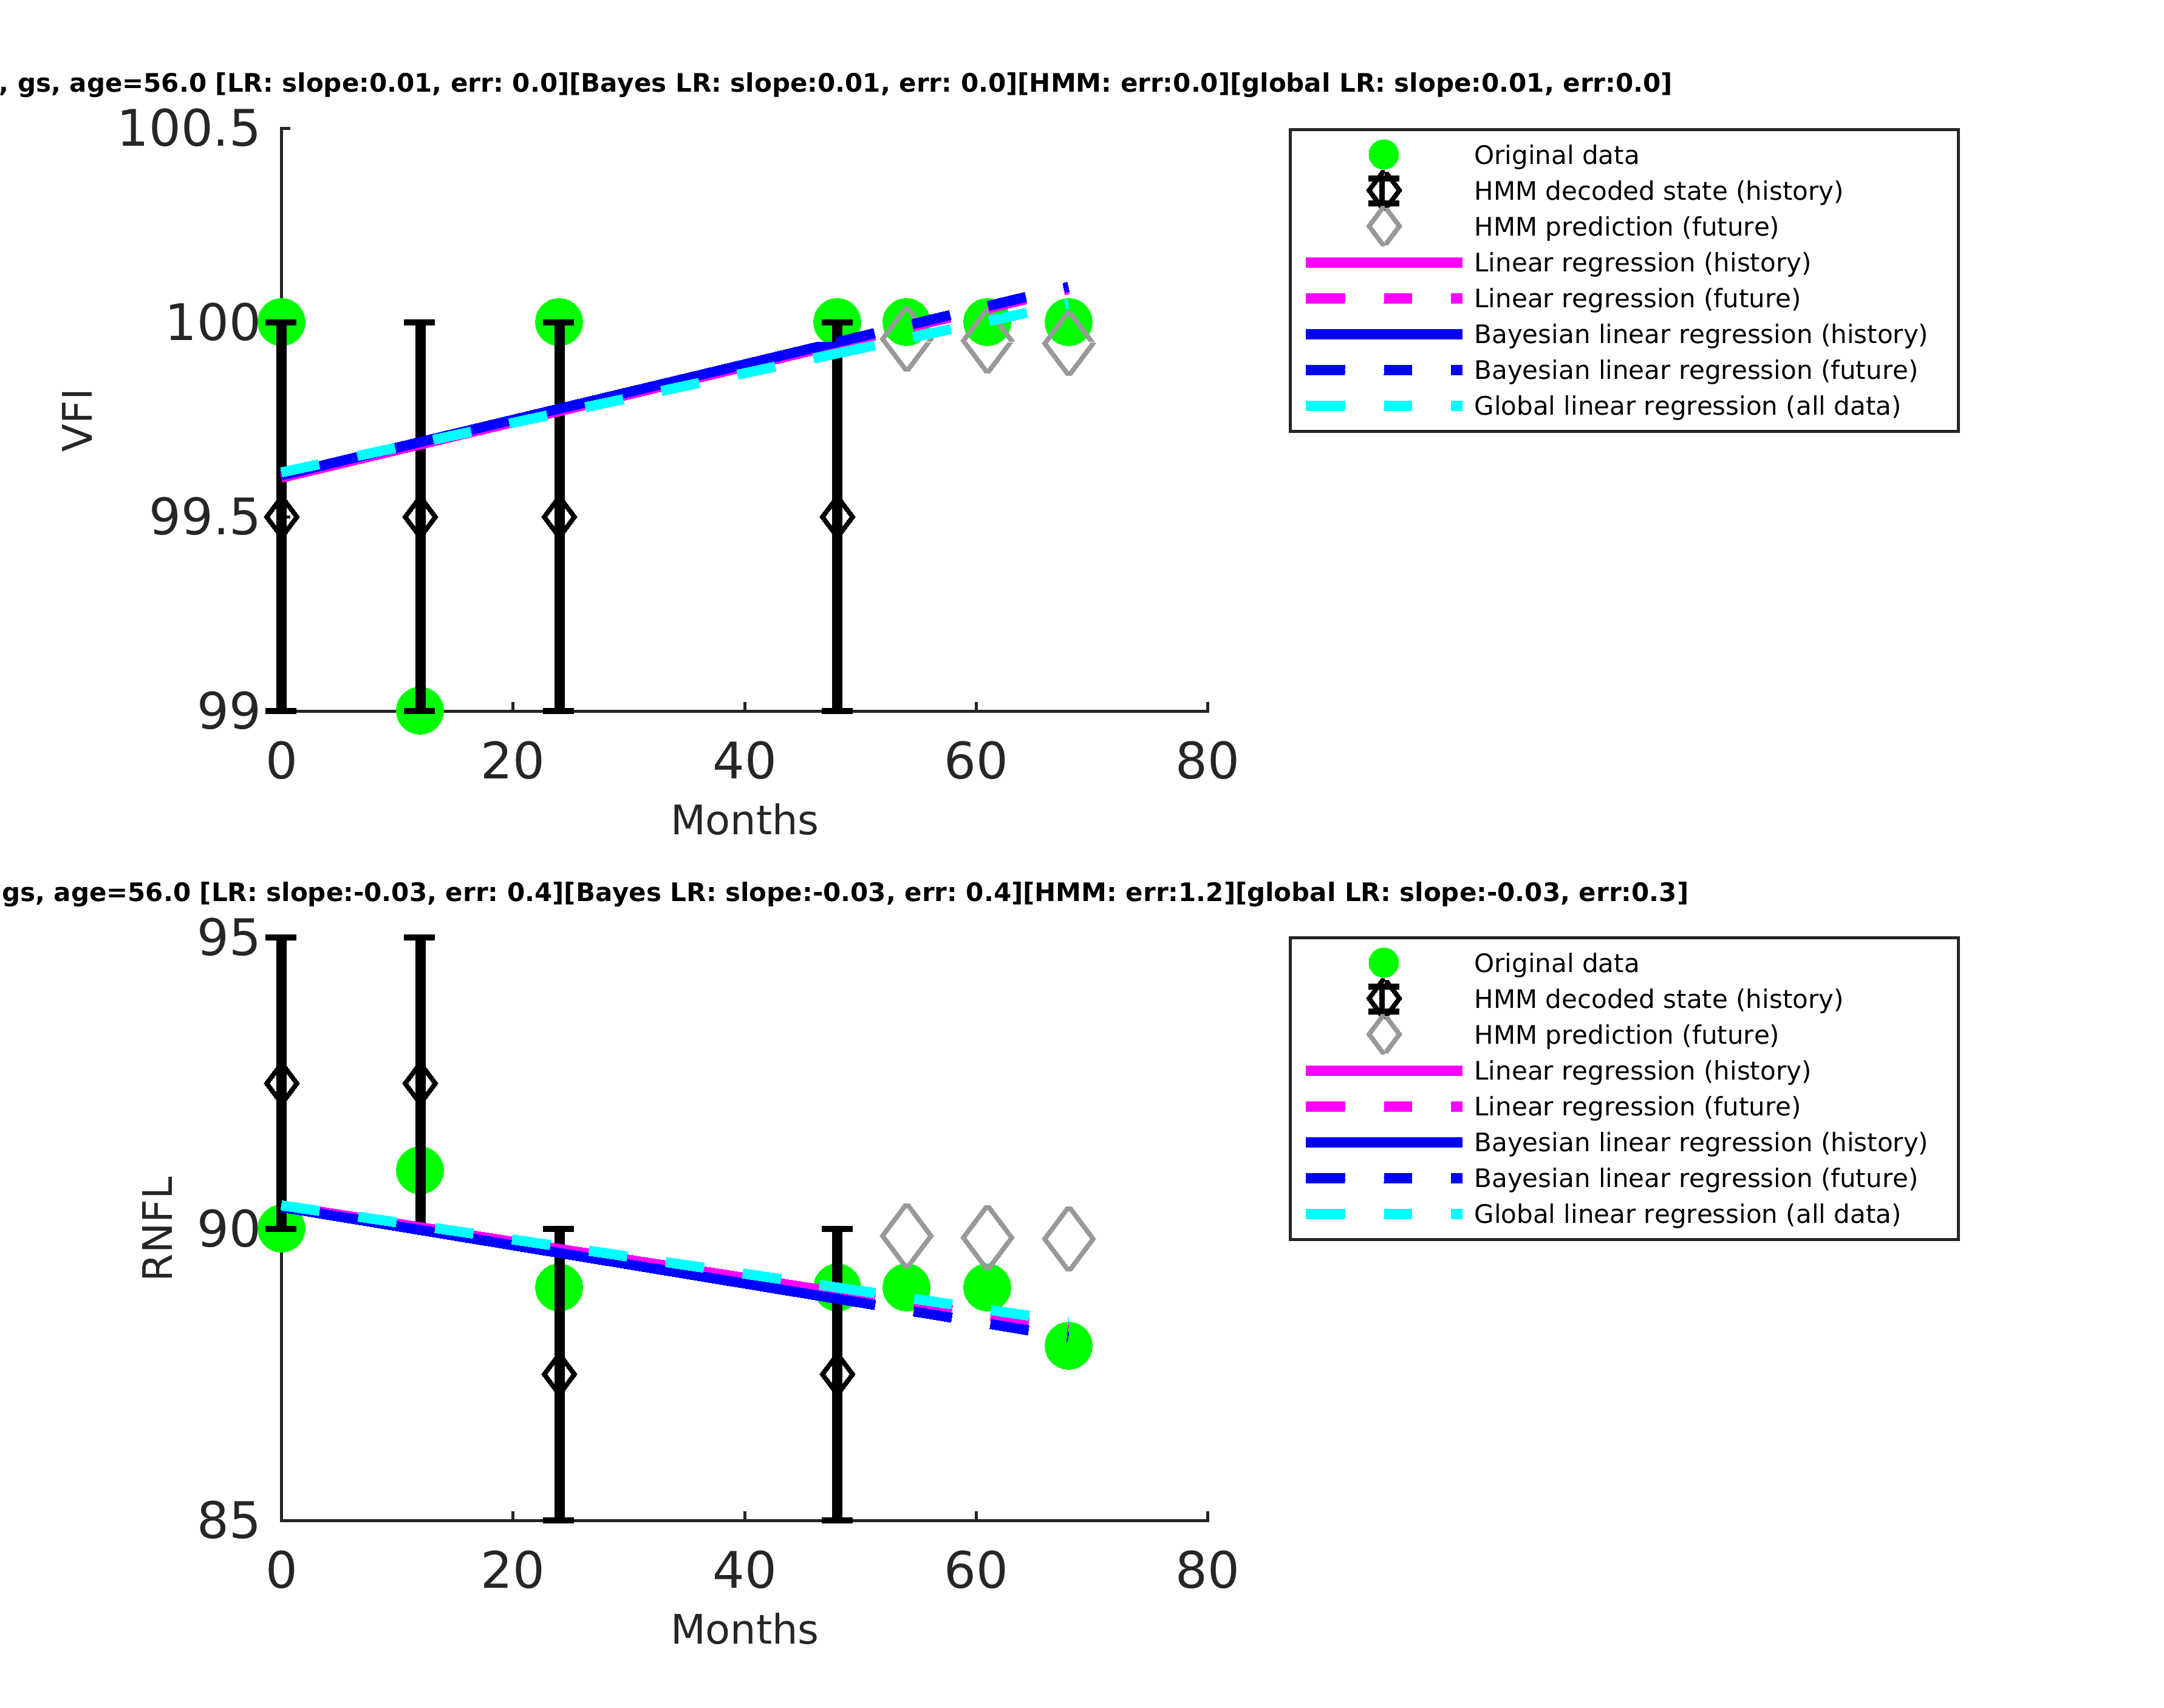 , gs, age=56.0 [LR: slope:0.01, err: 0.0][Bayes LR: slope:0.01, err: 0.0][HMM: err:0.0][global LR: slope:0.01, err:0.0]
100.5
100
99.5
99
VFI
0 20 40 60 80
Months
Original data
HMM decoded state (history)
HMM prediction (future)
Linear regression (history)
Linear regression (future)
Bayesian linear regression (history)
Bayesian linear regression (future)
Global linear regression (all data)
gs, age=56.0 [LR: slope:-0.03, err: 0.4][Bayes LR: slope:-0.03, err: 0.4][HMM: err:1.2][global LR: slope:-0.03, err:0.3]
95
90
85
RNFL
0 20 40 60 80
Months
Original data
HMM decoded state (history)
HMM prediction (future)
Linear regression (history)
Linear regression (future)
Bayesian linear regression (history)
Bayesian linear regression (future)
Global linear regression (all data)